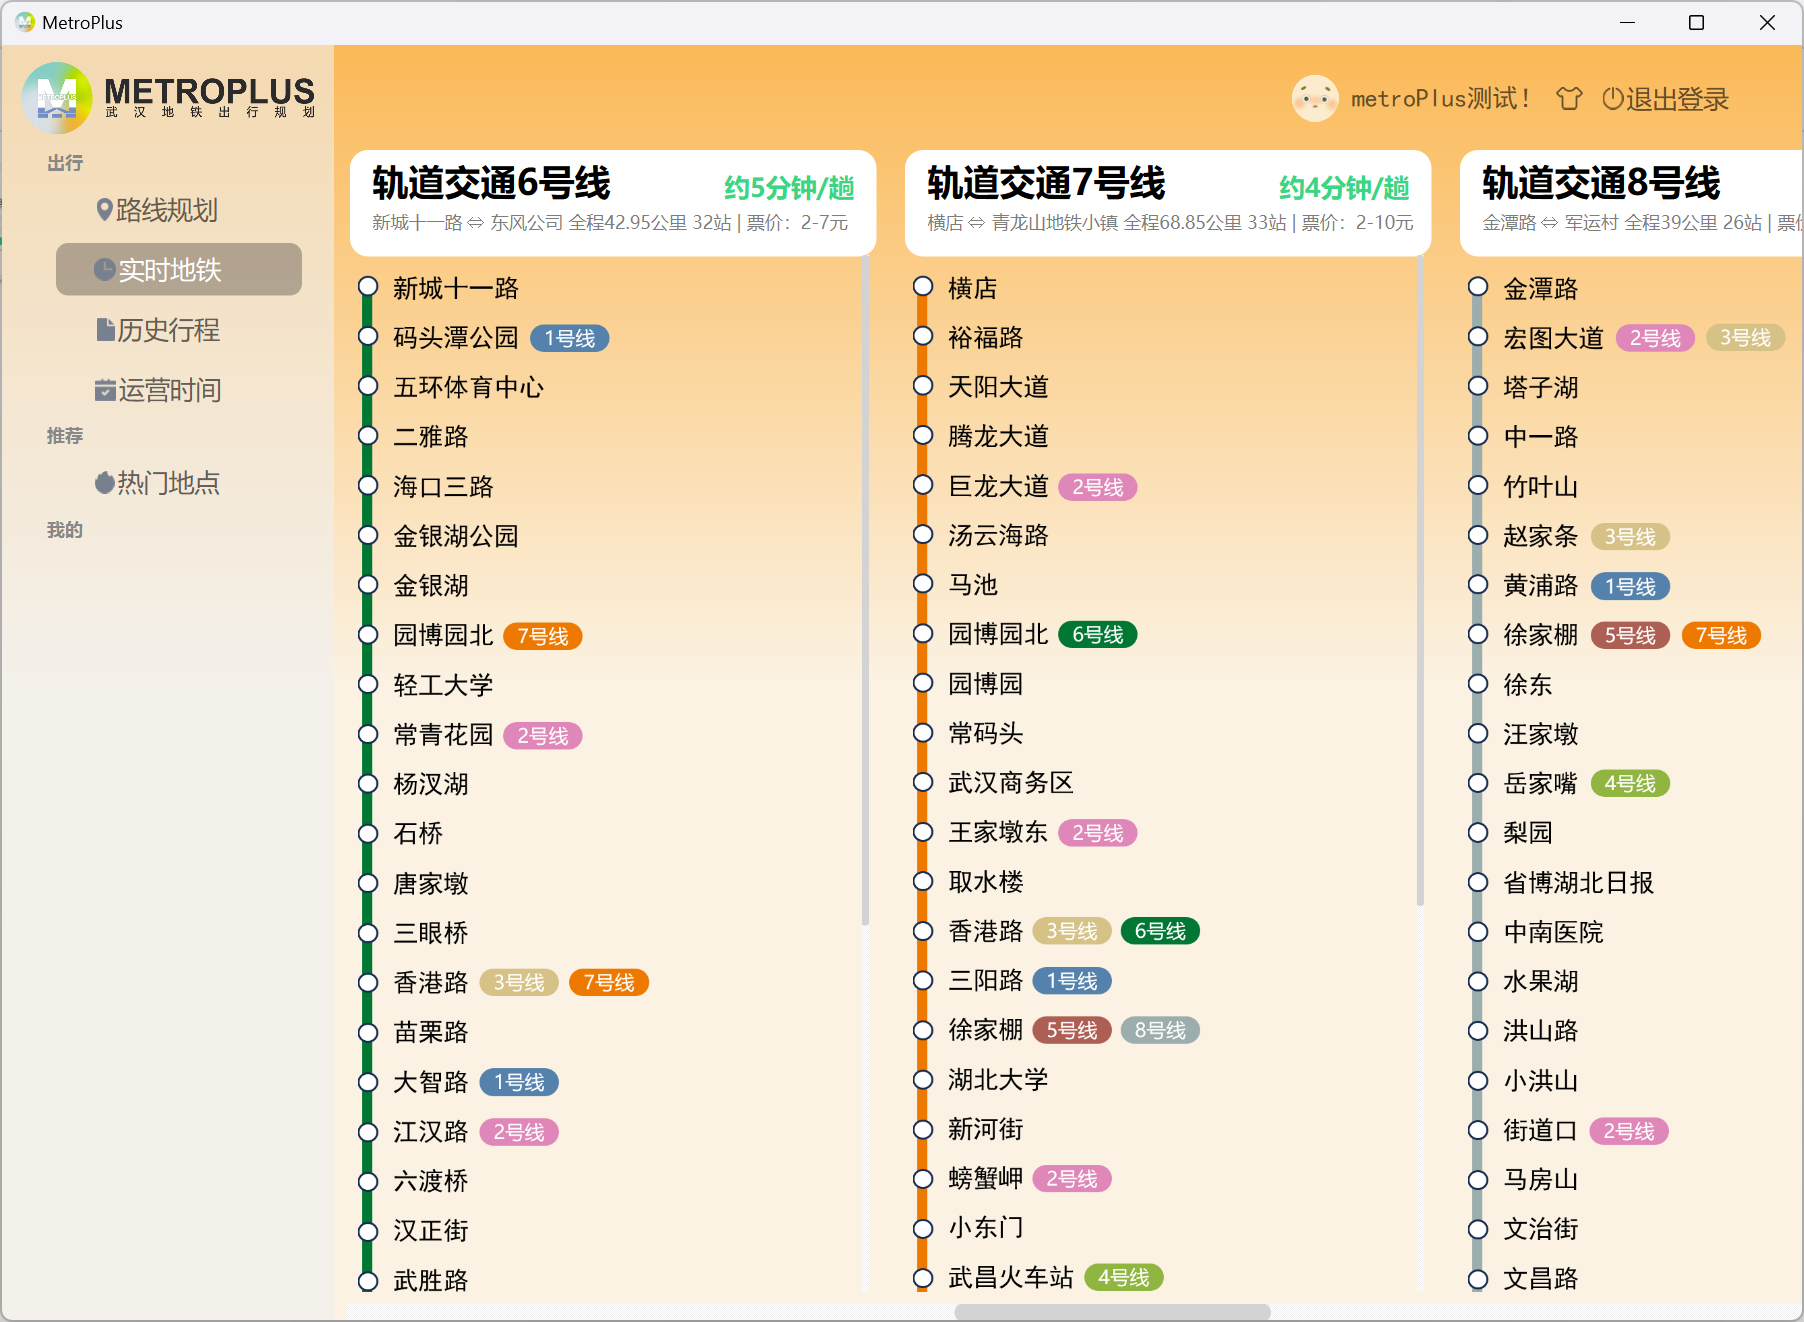 MetroPlus
METROPLUS
武汉地铁出行规划
出行
路线规划
实时地铁
历史行程
运营时间
推荐
热门地点
我的
metroPlus测试!
退出登录
轨道交通6号线
约5分钟/趟
新城十一路 ⇔ 东风公司 全程42.95公里 32站 | 票价：2-7元
新城十一路
码头潭公园 1号线
五环体育中心
二雅路
海口三路
金银湖公园
金银湖
园博园北 7号线
轻工大学
常青花园 2号线
杨汊湖
石桥
唐家墩
三眼桥
香港路 3号线 7号线
苗栗路
大智路 1号线
江汉路 2号线
六渡桥
汉正街
武胜路
轨道交通7号线
约4分钟/趟
横店 ⇔ 青龙山地铁小镇 全程68.85公里 33站 | 票价：2-10元
横店
裕福路
天阳大道
腾龙大道
巨龙大道 2号线
汤云海路
马池
园博园北 6号线
园博园
常码头
武汉商务区
王家墩东 2号线
取水楼
香港路 3号线 6号线
三阳路 1号线
徐家棚 5号线 8号线
湖北大学
新河街
螃蟹岬 2号线
小东门
武昌火车站 4号线
轨道交通8号线
金潭路 ⇔ 军运村 全程39公里 26站 | 票
金潭路
宏图大道 2号线 3号线
塔子湖
中一路
竹叶山
赵家条 3号线
黄浦路 1号线
徐家棚 5号线 7号线
徐东
汪家墩
岳家嘴 4号线
梨园
省博湖北日报
中南医院
水果湖
洪山路
小洪山
街道口 2号线
马房山
文治街
文昌路